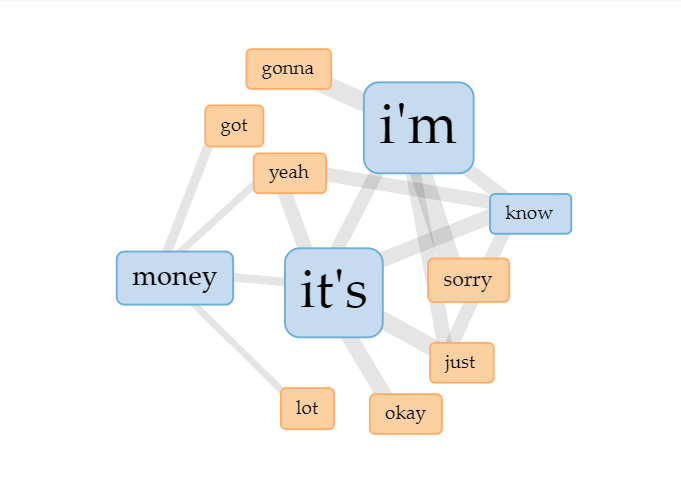 gonna
i'm
got
yeah
know
money
it's
sorry
just
lot
okay